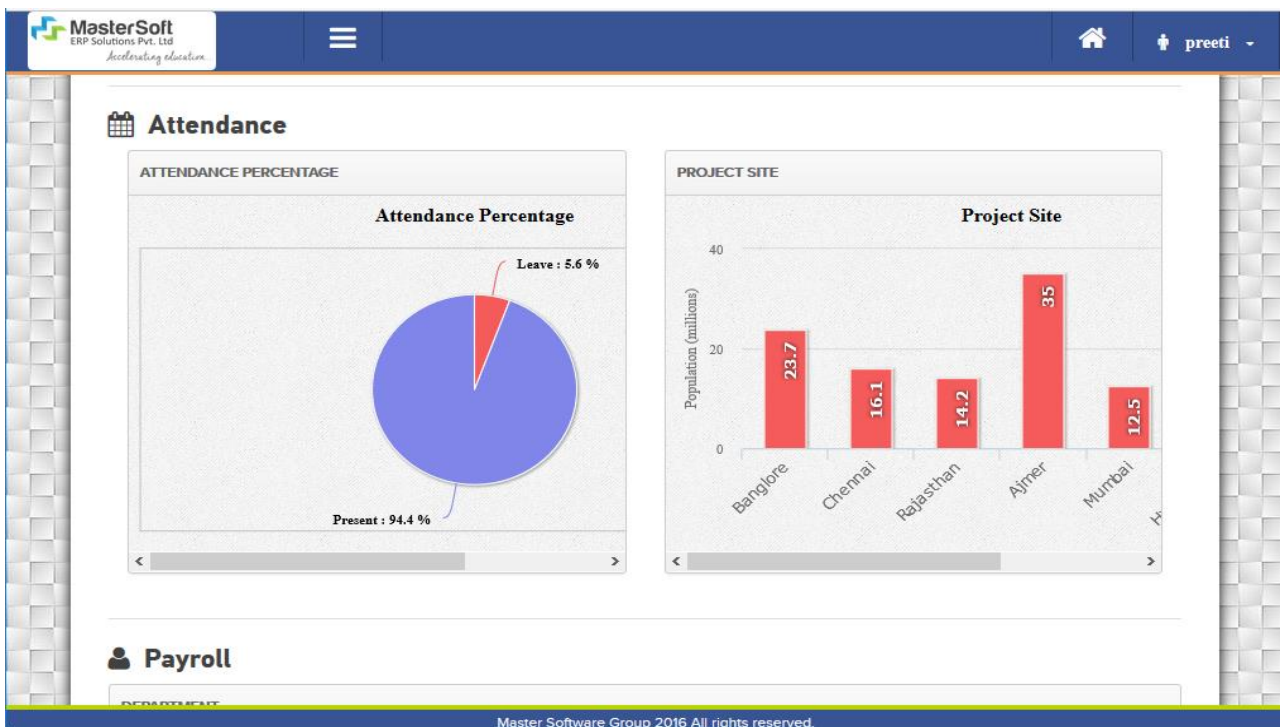 MasterSoft
ERP Solutions Pvt. Ltd
Accelerating education..
preeti
Attendance
ATTENDANCE PERCENTAGE
Attendance Percentage
Leave : 5.6 %
Present : 94.4 %
PROJECT SITE
Project Site
Population (millions)
40
20
0
23.7
16.1
14.2
35
12.5
Banglore
Chennai
Rajasthan
Ajmer
Mumbai
Payroll
DEPARTMENT
Master Software Group 2016 All rights reserved.